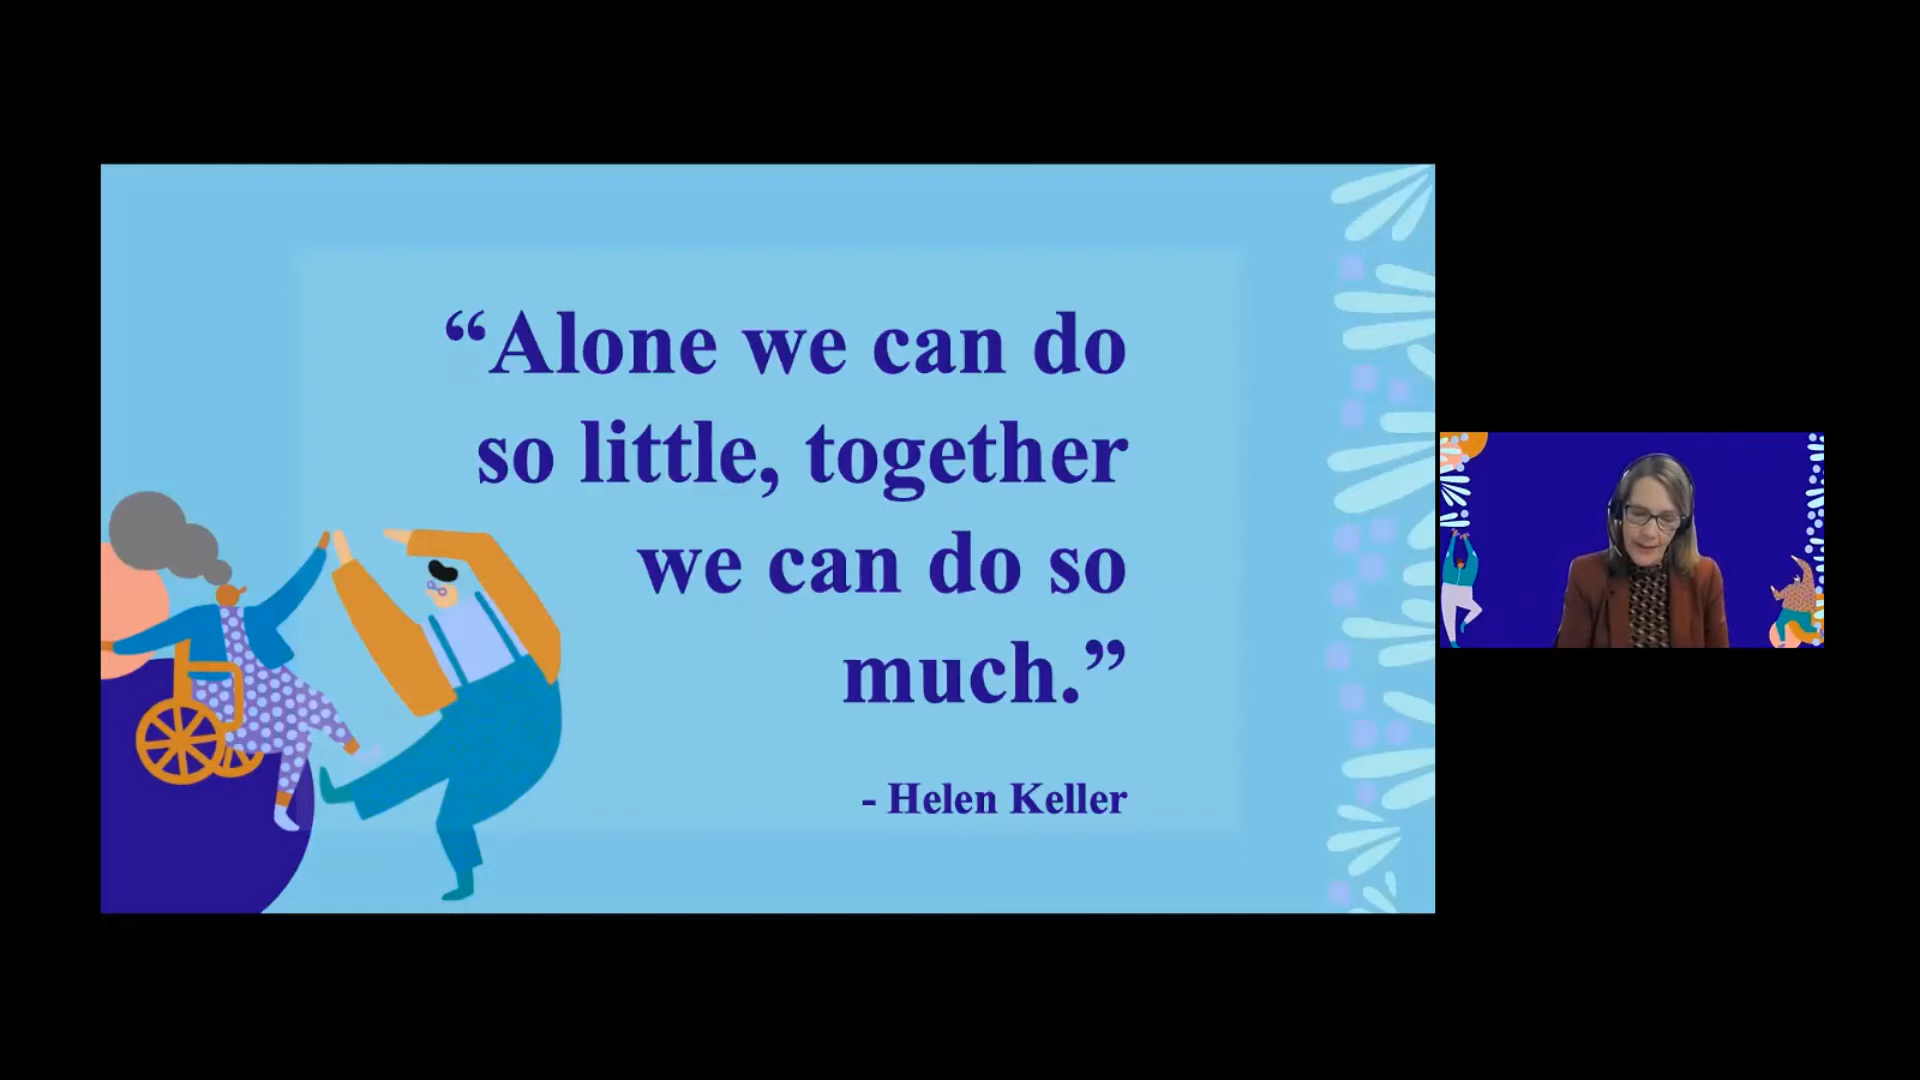 “Alone we can do
so little, together
we can do so
much.”
- Helen Keller